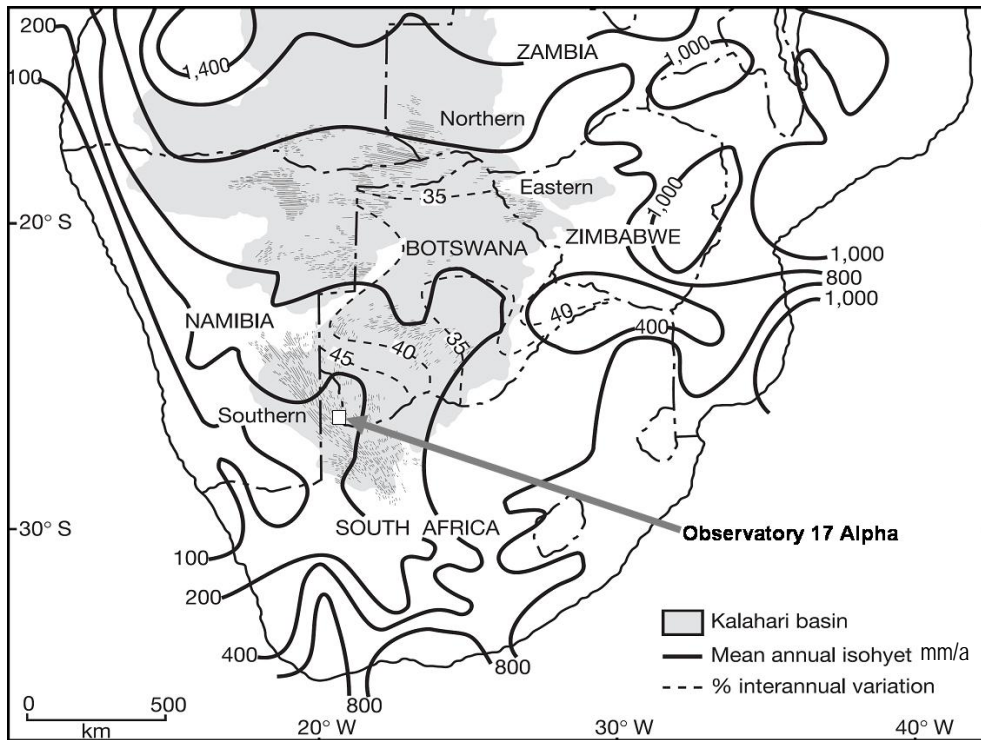 200
100
1,400
ZAMBIA
1,000
Northern
35
Eastern
20° S
1,000
BOTSWANA
ZIMBABWE
1,000
800
1,000
NAMIBIA
40
400
45
40
35
Southern
30° S
SOUTH AFRICA
Observatory 17 Alpha
100
200
400
800
800
Kalahari basin
Mean annual isohyet mm/a
% interannual variation
0 500
km
20° W
30° W
40° W